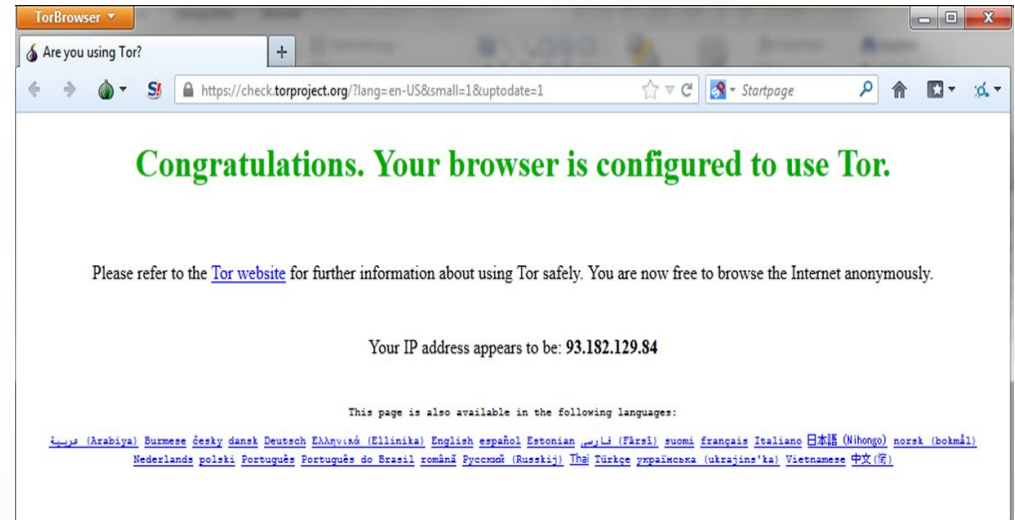 TorBrowser
Are you using Tor?
https://check.torproject.org/?lang=en-US&small=1&uptodate=1
Startpage
Congratulations. Your browser is configured to use Tor.
Please refer to the Tor website for further information about using Tor safely. You are now free to browse the Internet anonymously.
Your IP address appears to be: 93.182.129.84
This page is also available in the following languages:
عربية (Arabiya) Burmese česky dansk Deutsch Ελληνικά (Ellinika) English español Estonian فارسی (Fārsī) suomi français Italiano 日本語 (Nihongo) norsk (bokmål)
Nederlands polski Português Português do Brasil română Русский (Russkij) Thai Türkçe українська (ukrajins'ka) Vietnamese 中文(简)